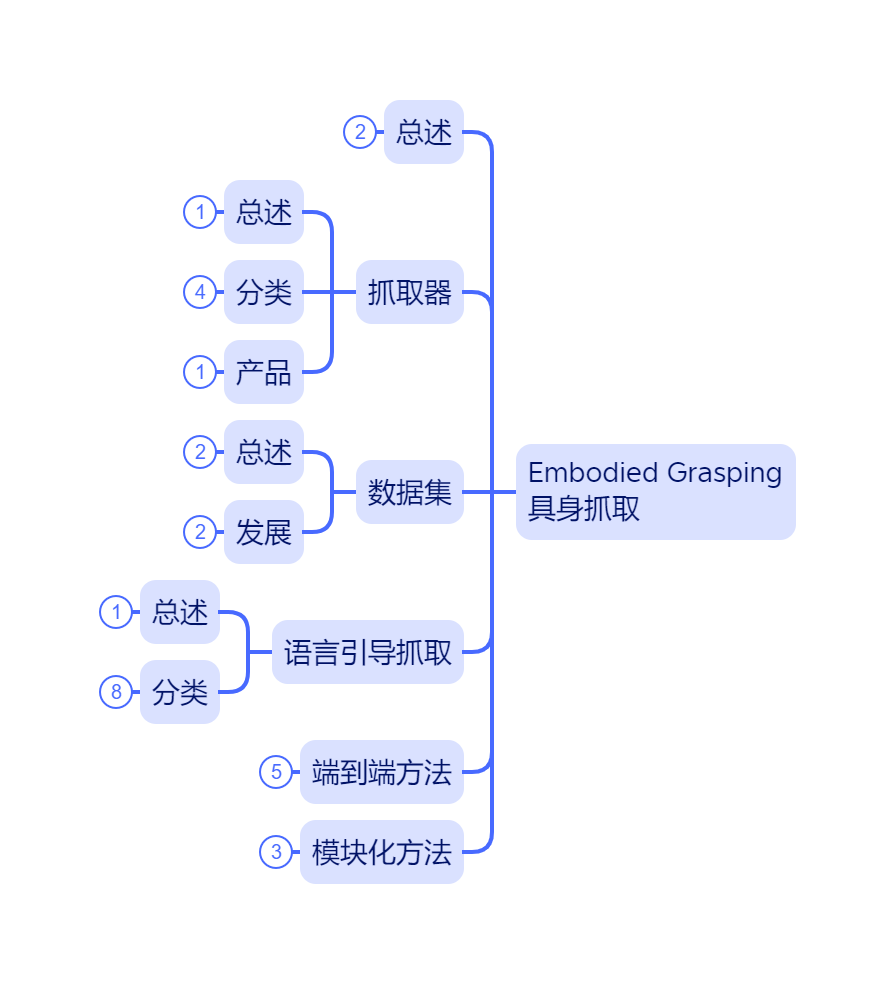 2
总述
1
总述
4
分类
抓取器
1
产品
2
总述
数据集
2
发展
Embodied Grasping
具身抓取
1
总述
语言引导抓取
8
分类
5
端到端方法
3
模块化方法